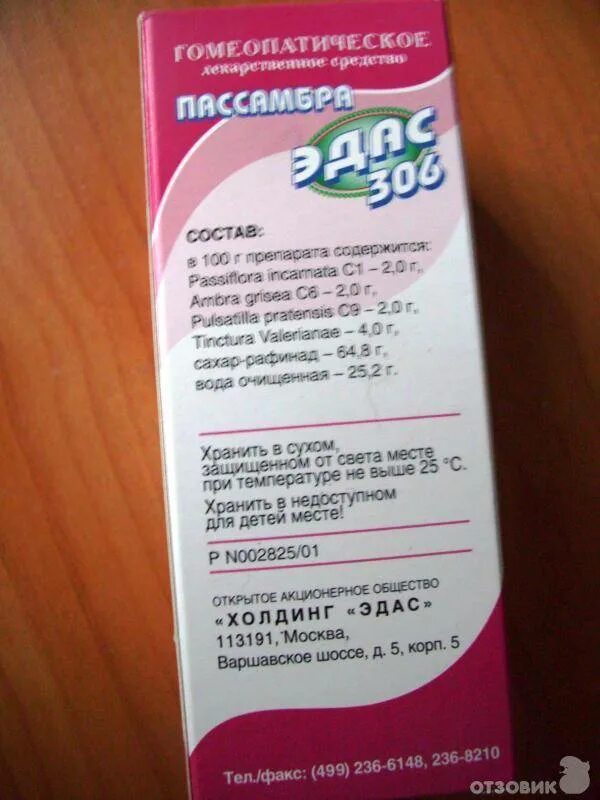 ГОМЕОПАТИЧЕСКОЕ
лекарственное средство
ПАССАМБРА
ЭДАС
306
СОСТАВ:
в 100 г препарата содержится:
Passiflora incarnata C1 – 2,0 г,
Ambra grisea C6 – 2,0 г,
Pulsatilla pratensis C9 – 2,0 г,
Tinctura Valerianae – 4,0 г,
сахар-рафинад – 64,8 г,
вода очищенная – 25,2 г.
Хранить в сухом,
защищенном от света месте
при температуре не выше 25 °С.
Хранить в недоступном
для детей месте!
Р N002825/01
ОТКРЫТОЕ АКЦИОНЕРНОЕ ОБЩЕСТВО
«ХОЛДИНГ «ЭДАС»
113191, Москва,
Варшавское шоссе, д. 5, корп. 5
Тел./факс: (499) 236-6148, 236-8210
ОТЗОВИК